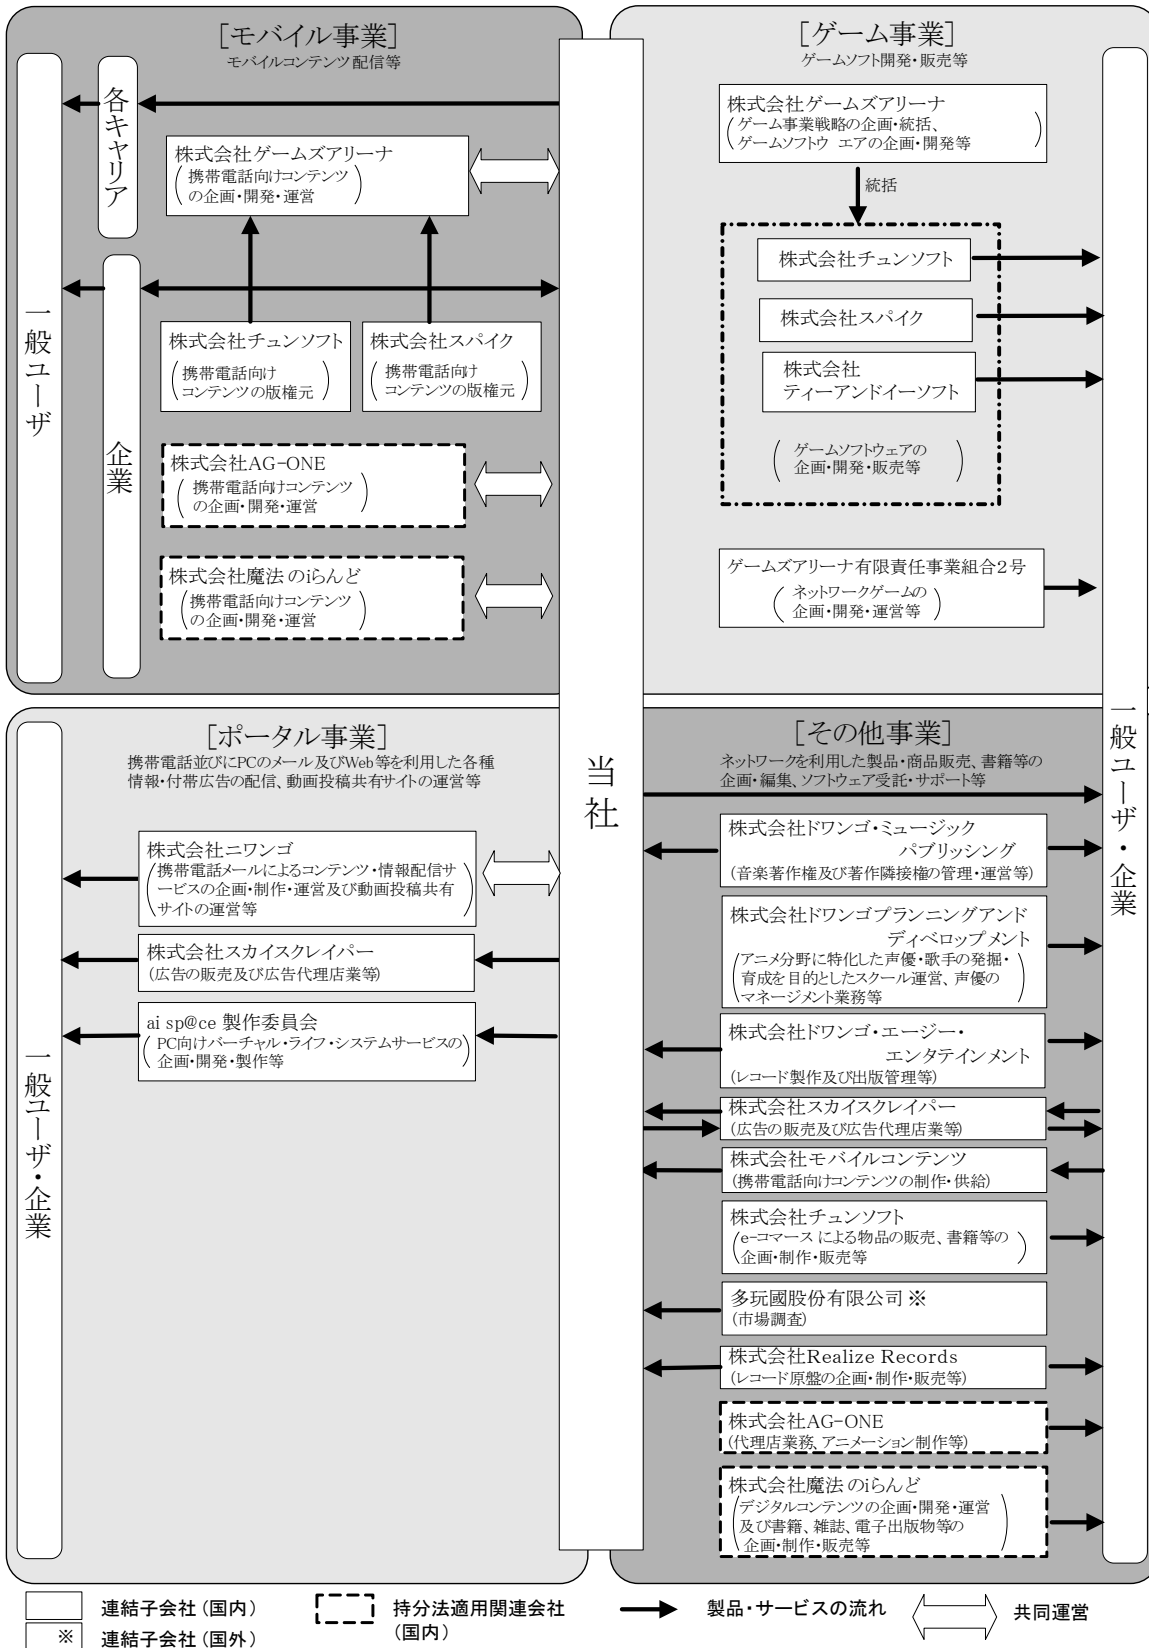 [モバイル事業]
モバイルコンテンツ配信等
一般ユーザ
各キャリア
企業
株式会社ゲームズアリーナ
(携帯電話向けコンテンツ
の企画・開発・運営)
株式会社チュンソフト
(携帯電話向け
コンテンツの版権元)
株式会社スパイク
(携帯電話向け
コンテンツの版権元)
株式会社AG-ONE
(携帯電話向けコンテンツ
の企画・開発・運営)
株式会社魔法のiらんど
(携帯電話向けコンテンツ
の企画・開発・運営)
当社
[ゲーム事業]
ゲームソフト開発・販売等
株式会社ゲームズアリーナ
(ゲーム事業戦略の企画・統括、
ゲームソフトウ エアの企画・開発等)
統括
株式会社チュンソフト
株式会社スパイク
株式会社
ティーアンドイーソフト
(ゲームソフトウェアの
企画・開発・販売等)
ゲームズアリーナ有限責任事業組合2号
(ネットワークゲームの
企画・開発・運営等)
一般ユーザ・企業
[ポータル事業]
携帯電話並びにPCのメール及びWeb等を利用した各種
情報・付帯広告の配信、動画投稿共有サイトの運営等
一般ユーザ・企業
株式会社ニワンゴ
(携帯電話メールによるコンテンツ・情報配信サ
ービスの企画・制作・運営及び動画投稿共有
サイトの運営等)
株式会社スカイスクレイパー
(広告の販売及び広告代理店業等)
ai sp@ce 製作委員会
(PC向けバーチャル・ライフ・システムサービスの
企画・開発・製作等)
[その他事業]
ネットワークを利用した製品・商品販売、書籍等の
企画・編集、ソフトウェア受託・サポート等
株式会社ドワンゴ・ミュージック
パブリッシング
(音楽著作権及び著作隣接権の管理・運営等)
株式会社ドワンゴプランニングアンド
ディベロップメント
(アニメ分野に特化した声優・歌手の発掘・
育成を目的としたスクール運営、声優の
マネージメント業務等)
株式会社ドワンゴ・エージー・
エンタテインメント
(レコード製作及び出版管理等)
株式会社スカイスクレイパー
(広告の販売及び広告代理店業等)
株式会社モバイルコンテンツ
(携帯電話向けコンテンツの制作・供給)
株式会社チュンソフト
(e-コマースによる物品の販売、書籍等の
企画・制作・販売等)
多玩國股份有限公司※
(市場調査)
株式会社Realize Records
(レコード原盤の企画・制作・販売等)
株式会社AG-ONE
(代理店業務、アニメーション制作等)
株式会社魔法のiらんど
(デジタルコンテンツの企画・開発・運営
及び書籍、雑誌、電子出版物等の
企画・制作・販売等)
連結子会社(国内)
※ 連結子会社(国外)
持分法適用関連会社
(国内)
製品・サービスの流れ
共同運営